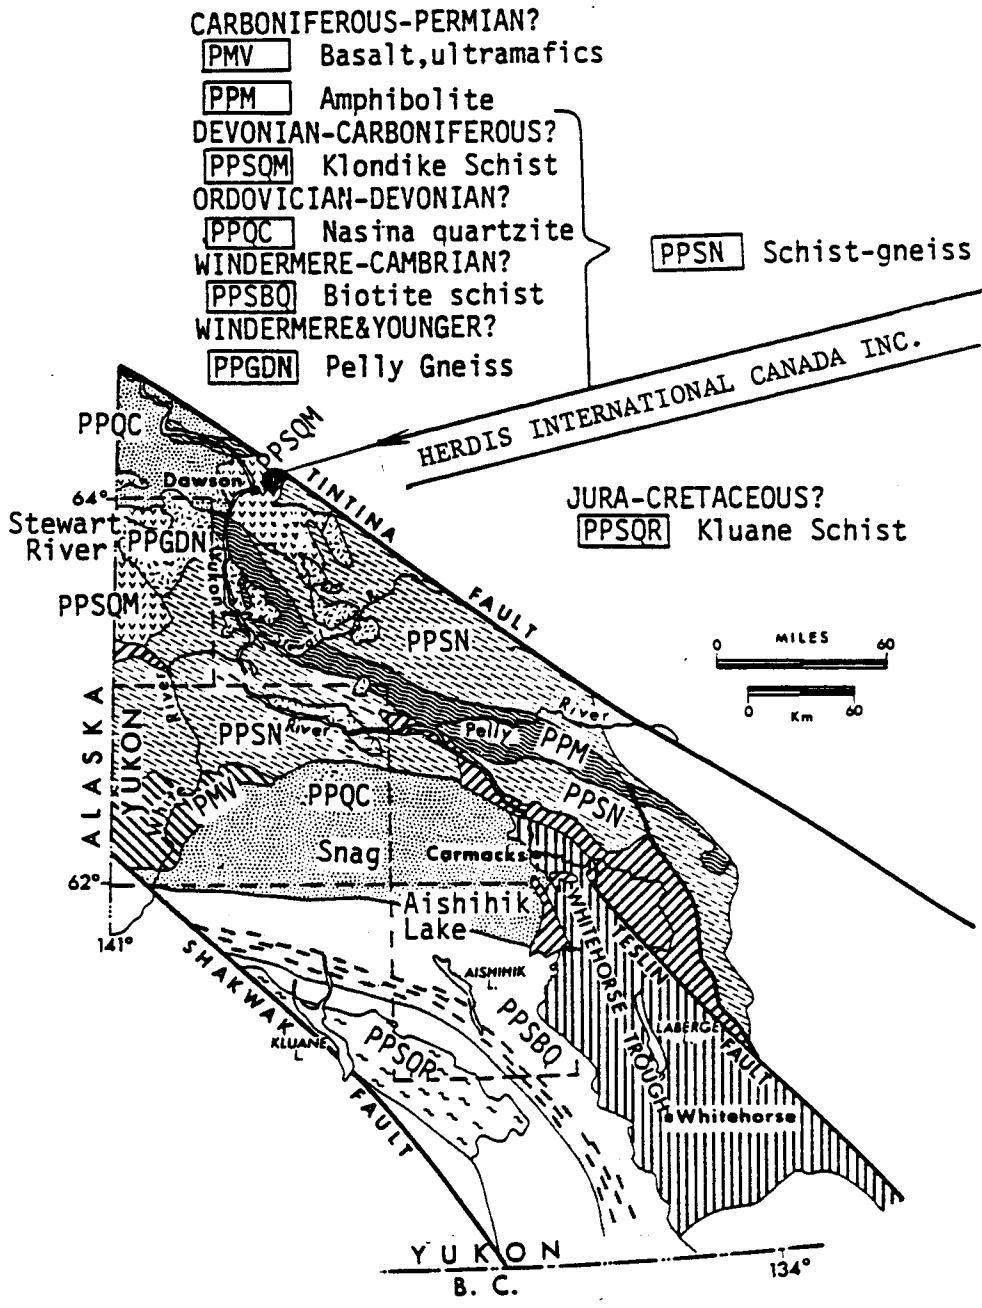 CARBONIFEROUS-PERMIAN?
PMV Basalt,ultramafics
PPM Amphibolite
DEVONIAN-CARBONIFEROUS?
PPSQM Klondike Schist
ORDOVICIAN-DEVONIAN?
PPQC Nasina quartzite
PPSN Schist-gneiss
WINDERMERE-CAMBRIAN?
PPSBQ Biotite schist
WINDERMERE&YOUNGER?
PPGDN Pelly Gneiss
HERDIS INTERNATIONAL CANADA INC.
JURA-CRETACEOUS?
PPSQR Kluane Schist
PPQC
PPSQM
Dawson
TINTINA
FAULT
64°
Stewart
River
PPGDN
Yukon
R.
PPSQM
PPSN
MILES
0 60
0 60
Km
ALASKA
YUKON
River
White
PPSN
River
Pelly
River
PPM
PMV
PPQC
PPSN
Snag
Carmacks
62°
141°
Aishihik
Lake
WHITEHORSE TROUGH
TESLIN
FAULT
SHAKWAK
FAULT
AISHIHIK
L.
PPSBQ
LABERGE
KLUANE
L.
PPSQR
Whitehorse
YUKON
B. C.
134°